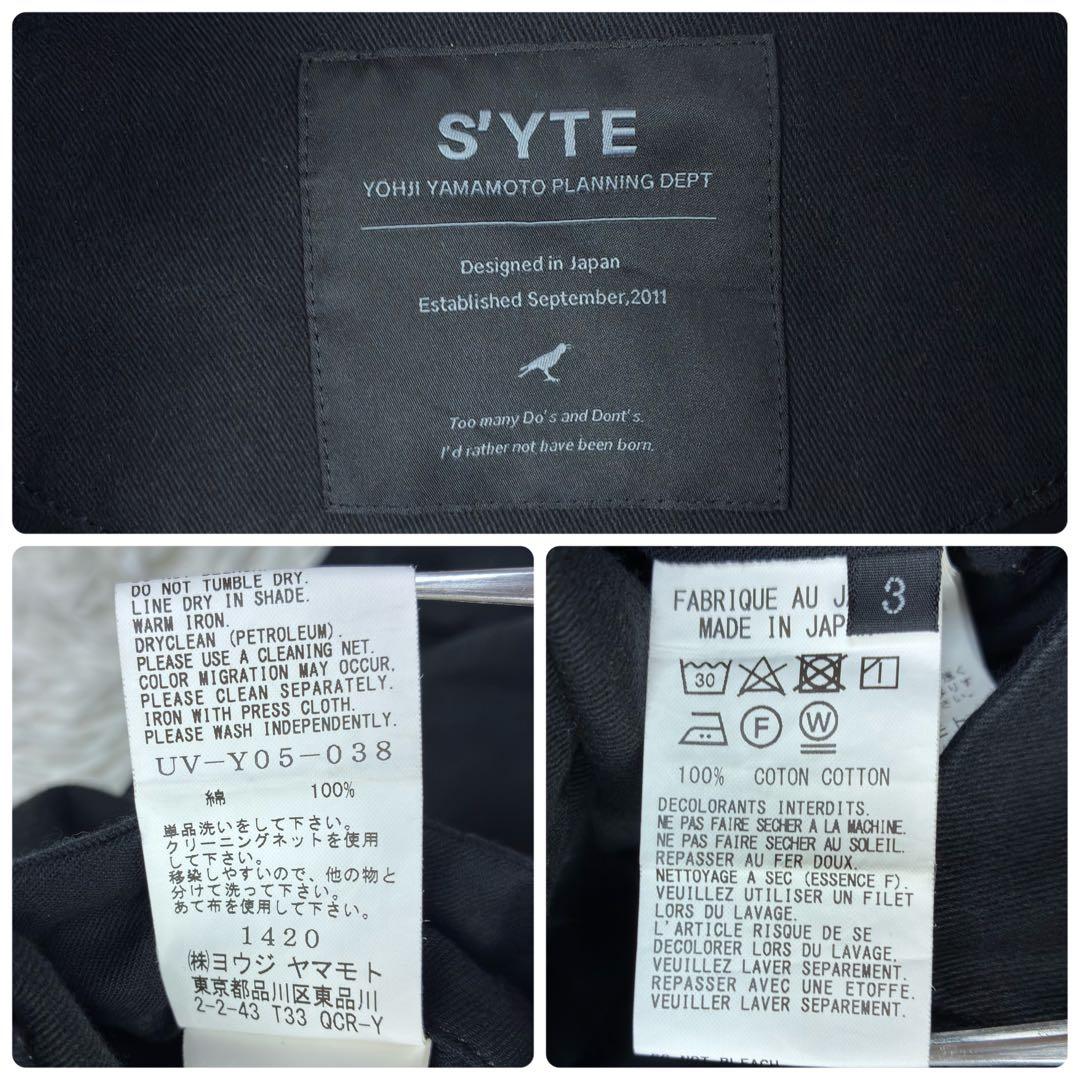 S'YTE
YOHJI YAMAMOTO PLANNING DEPT
Designed in Japan
Established September,2011
Too many Do's and Dont's.
I'd rather not have been born.
DO NOT TUMBLE DRY.
LINE DRY IN SHADE.
WARM IRON.
DRYCLEAN (PETROLEUM).
PLEASE USE A CLEANING NET.
COLOR MIGRATION MAY OCCUR.
PLEASE CLEAN SEPARATELY.
IRON WITH PRESS CLOTH.
PLEASE WASH INDEPENDENTLY.
UV-Y05-038
綿 100%
単品洗いをして下さい。
クリーニングネットを使用
して下さい。
移染しやすいので、他の物と
分けて洗って下さい。
あて布を使用して下さい。
1420
㈱ヨウジ ヤマモト
東京都品川区東品川
2-2-43 T33 QCR-Y
FABRIQUE AU J
MADE IN JAP
3
30
F W
100% COTON COTTON
DECOLORANTS INTERDITS.
NE PAS FAIRE SECHER A LA MACHINE.
NE PAS FAIRE SECHER AU SOLEIL.
REPASSER AU FER DOUX.
NETTOYAGE A SEC (ESSENCE F).
VEUILLEZ UTILISER UN FILET
LORS DU LAVAGE.
L'ARTICLE RISQUE DE SE
DECOLORER LORS DU LAVAGE.
VEUILLEZ LAVER SEPAREMENT.
REPASSER AVEC UNE ETOFFE.
VEUILLER LAVER SEPAREMENT.
DO NOT BLEACH